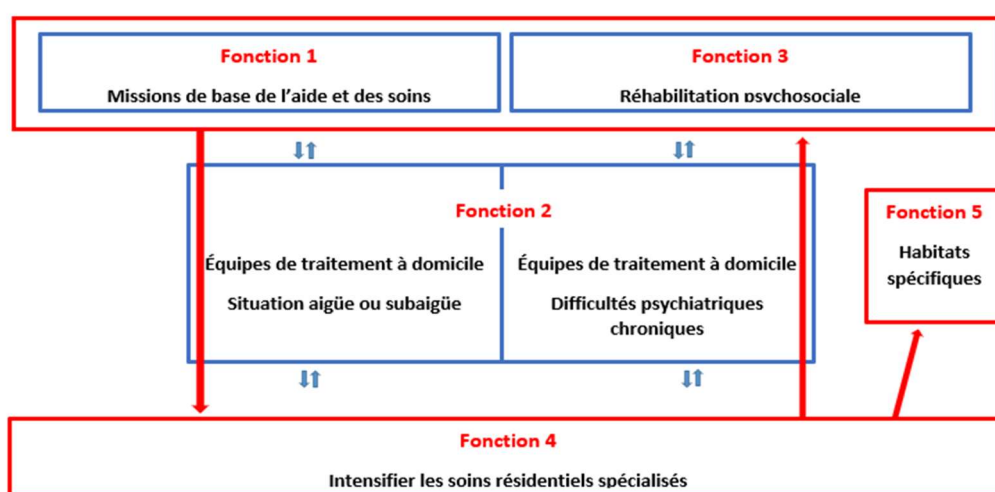 Fonction 1
Missions de base de l'aide et des soins
Fonction 3
Réhabilitation psychosociale
Fonction 2
Équipes de traitement à domicile
Situation aigüe ou subaigüe
Équipes de traitement à domicile
Difficultés psychiatriques
chroniques
Fonction 5
Habitats
spécifiques
Fonction 4
Intensifier les soins résidentiels spécialisés